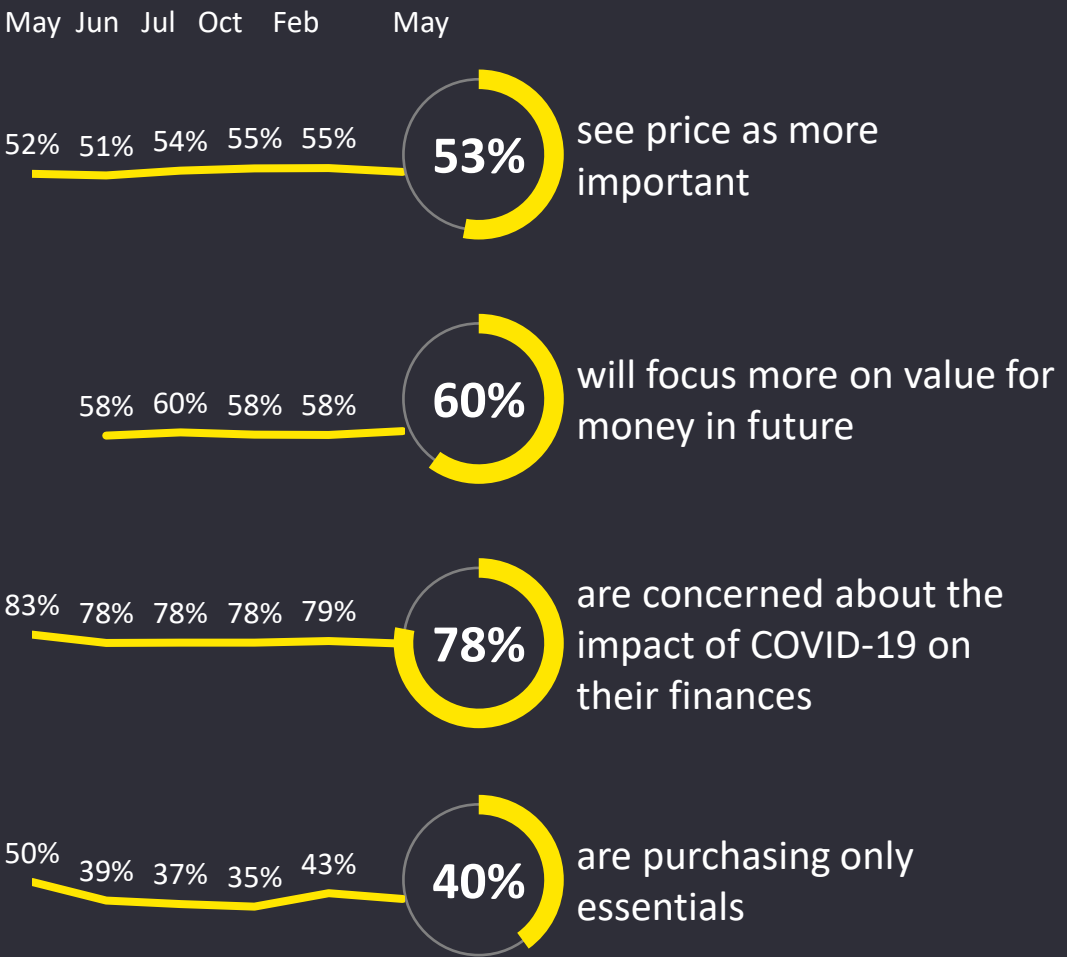 May Jun Jul Oct Feb May
52% 51% 54% 55% 55% 53% see price as more
important
58% 60% 58% 58% 60% will focus more on value for
money in future
83% 78% 78% 78% 79% 78% are concerned about the
impact of COVID-19 on
their finances
50% 39% 37% 35% 43% 40% are purchasing only
essentials